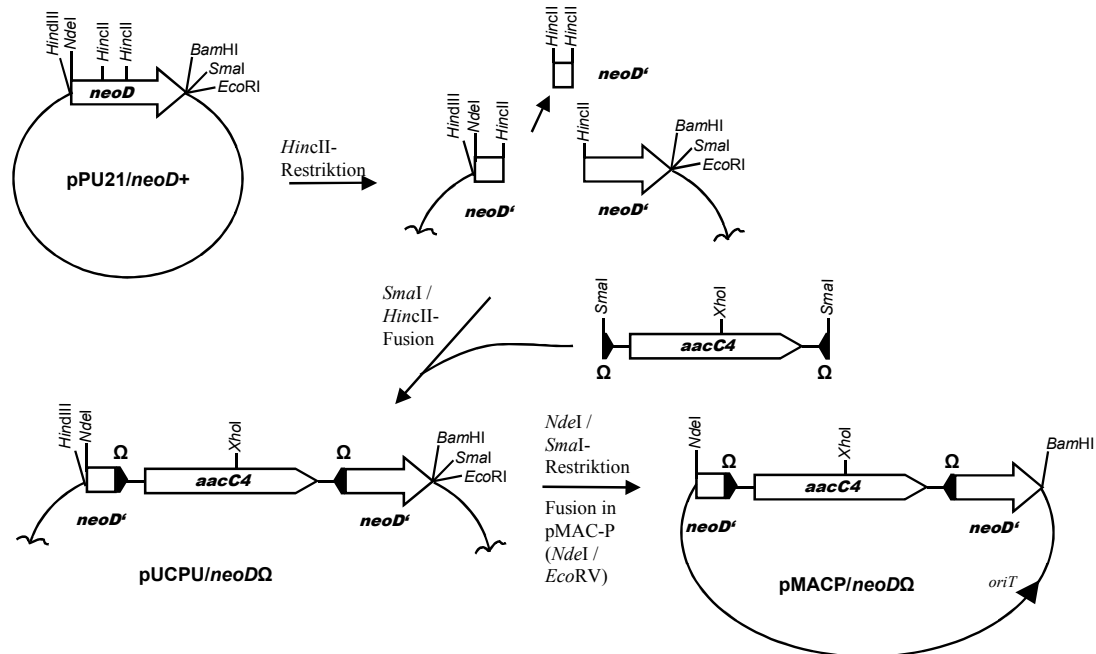 HindIII
NdeI
HincII
HincII
BamHI
SmaI
EcoRI
neoD
pPU21/neoD+
HincII-
Restriktion
HincII
HincII
neoD‘
HindIII
NdeI
HincII
neoD‘
HincII
BamHI
SmaI
EcoRI
neoD‘
SmaI /
HincII-
Fusion
SmaI
XhoI
SmaI
aacC4
Ω
Ω
HindIII
NdeI
Ω
XhoI
Ω
BamHI
SmaI
EcoRI
aacC4
neoD‘
neoD‘
pUCPU/neoDΩ
NdeI /
SmaI-
Restriktion
Fusion in
pMAC-P
(NdeI /
EcoRV)
NdeI
Ω
XhoI
Ω
BamHI
aacC4
neoD‘
neoD‘
pMACP/neoDΩ
oriT